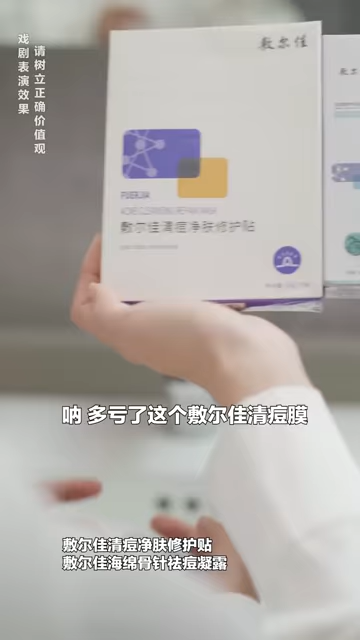 请树立正确价值观
戏剧表演效果
敷尔佳
敷尔佳
敷尔佳清痘净肤修护贴
呐 多亏了这个敷尔佳清痘膜
敷尔佳清痘净肤修护贴
敷尔佳海绵骨针祛痘凝露